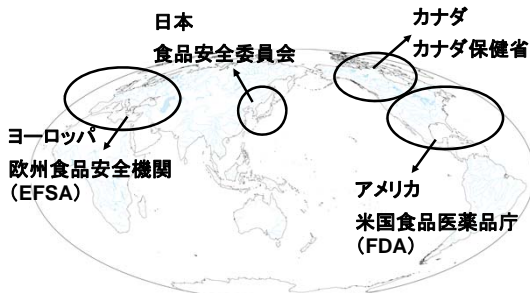 日本
食品安全委員会
カナダ
カナダ保健省
ヨーロッパ
欧州食品安全機関
(EFSA)
アメリカ
米国食品医薬品庁
(FDA)